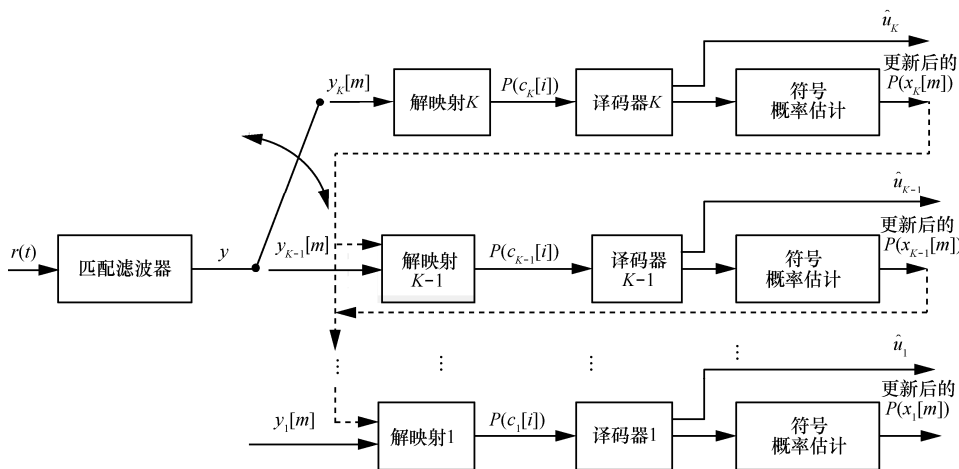 û_K
y_K[m]
解映射K
P(c_K[i])
译码器K
符号
概率估计
更新后的
P(x_K[m])
r(t)
匹配滤波器
y
û_{K-1}
y_{K-1}[m]
解映射
K-1
P(c_{K-1}[i])
译码器
K-1
符号
概率估计
更新后的
P(x_{K-1}[m])
⋮
⋮
⋮
⋮
û_1
y_1[m]
解映射1
P(c_1[i])
译码器1
符号
概率估计
更新后的
P(x_1[m])